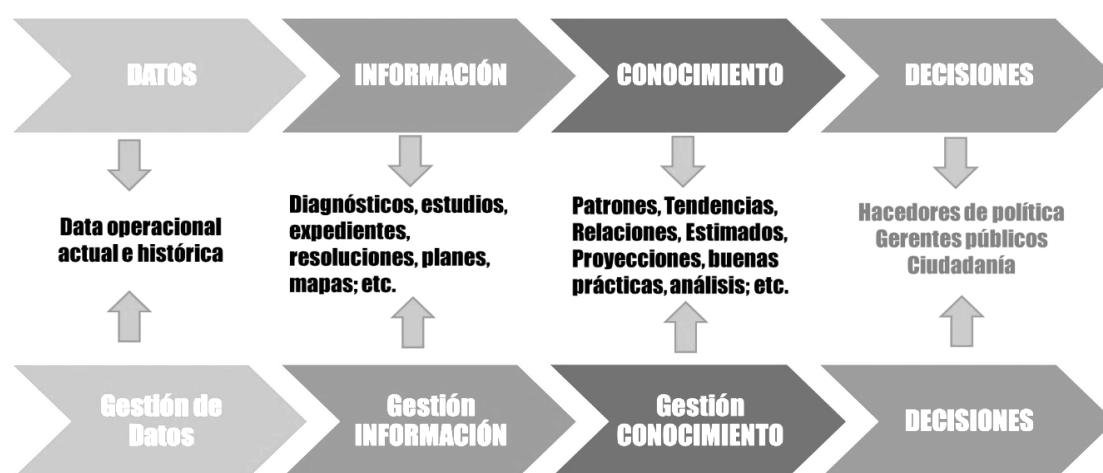 DATOS
INFORMACIÓN
CONOCIMIENTO
DECISIONES
Data operacional
actual e histórica
Diagnósticos, estudios,
expedientes,
resoluciones, planes,
mapas; etc.
Patrones, Tendencias,
Relaciones, Estimados,
Proyecciones, buenas
prácticas, análisis; etc.
Hacedores de política
Gerentes públicos
Ciudadanía
Gestión de
Datos
Gestión
INFORMACIÓN
Gestión
CONOCIMIENTO
DECISIONES